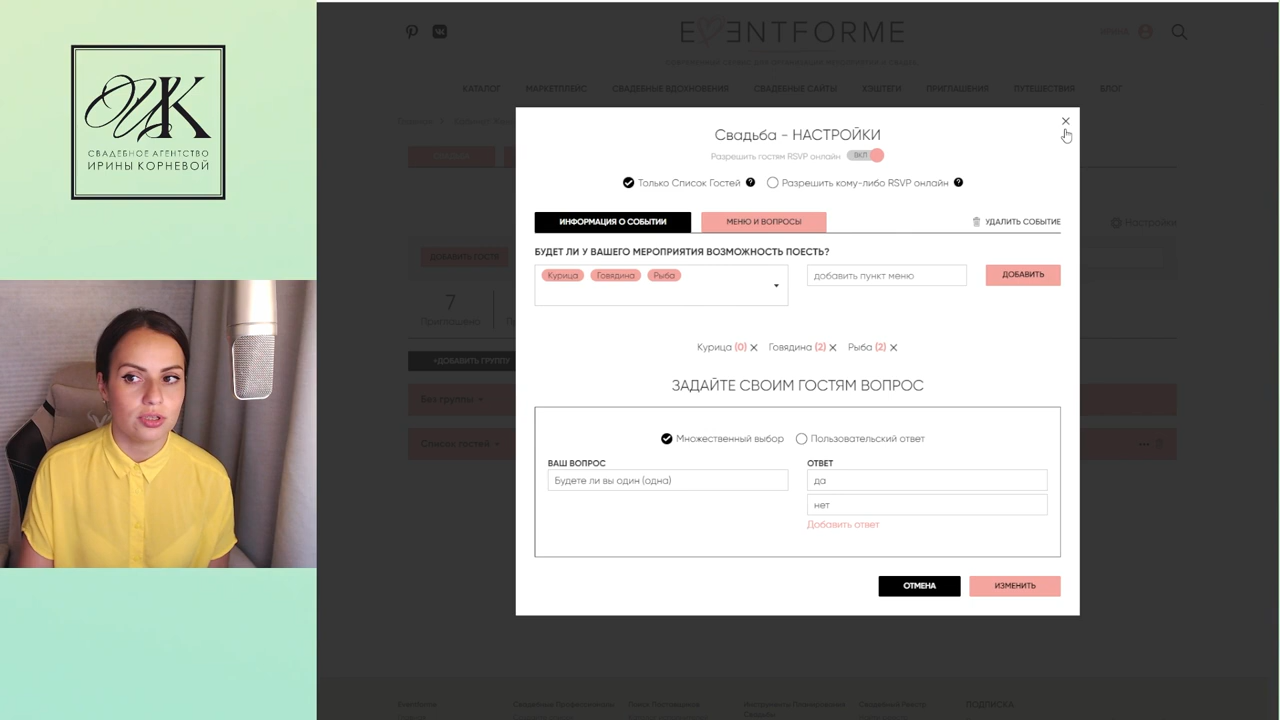 ИК
СВАДЕБНОЕ АГЕНТСТВО
ИРИНЫ КОРНЕВОЙ
EVENTFORME
КАТАЛОГ МАРКЕТПЛЕЙС СВАДЕБНЫЕ ВДОХНОВЕНИЯ СВАДЕБНЫЕ САЙТЫ ХЭШТЕГИ ПРИГЛАШЕНИЯ ПУТЕШЕСТВИЯ БЛОГ
Главная
Свадьба - НАСТРОЙКИ
Разрешить гостям RSVP онлайн ВКЛ
Только Список Гостей ? Разрешить кому-либо RSVP онлайн ?
ИНФОРМАЦИЯ О СОБЫТИИ МЕНЮ И ВОПРОСЫ УДАЛИТЬ СОБЫТИЕ
Настройки
БУДЕТ ЛИ У ВАШЕГО МЕРОПРИЯТИЯ ВОЗМОЖНОСТЬ ПОЕСТЬ?
ДОБАВИТЬ ГОСТЯ
Курица Говядина Рыба добавить пункт меню ДОБАВИТЬ
7
Приглашено
Курица (0) Говядина (2) Рыба (2)
+ДОБАВИТЬ ГРУППУ
ЗАДАЙТЕ СВОИМ ГОСТЯМ ВОПРОС
Без группы
Множественный выбор Пользовательский ответ
Список гостей
ВАШ ВОПРОС ОТВЕТ
Будете ли вы один (одна) да
нет
Добавить ответ
ОТМЕНА ИЗМЕНИТЬ
Eventforme Свадебные Профессионалы Поиск Поставщиков Инструменты Планирования Свадебный Реестр ПОДПИСКА
Свадьбы